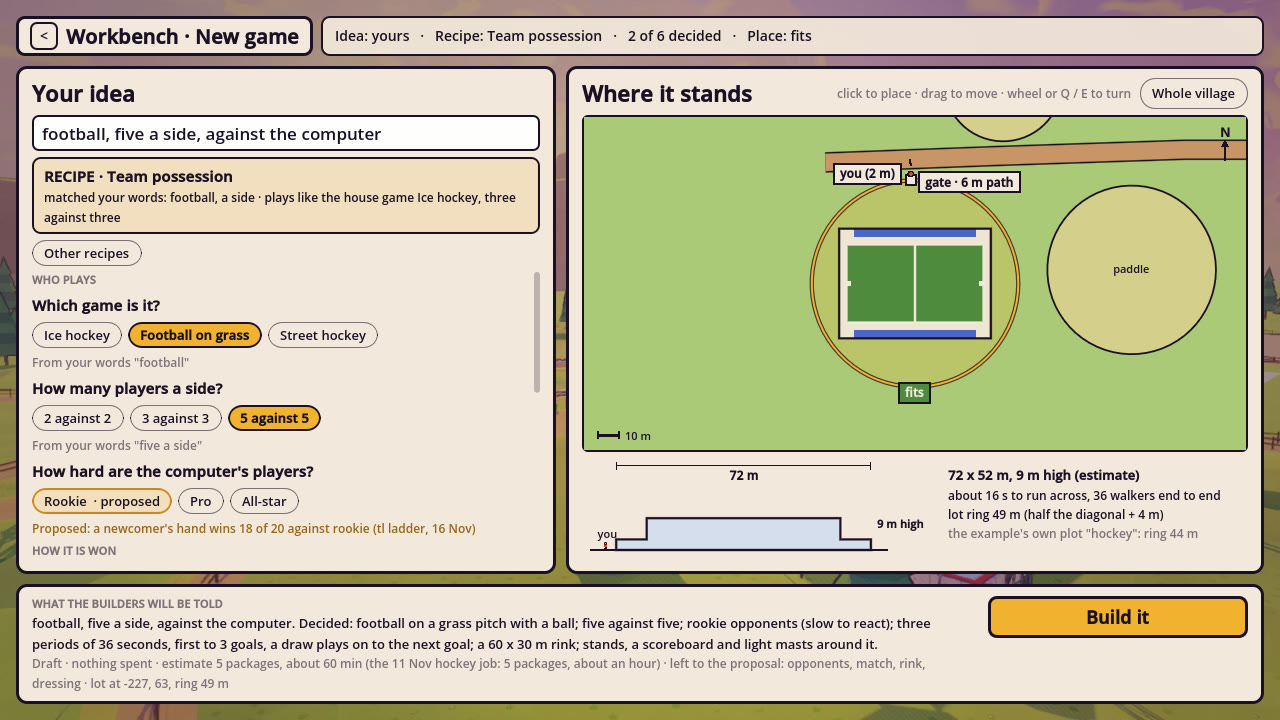 < Workbench · New game
Idea: yours · Recipe: Team possession · 2 of 6 decided · Place: fits
Your idea
football, five a side, against the computer
RECIPE · Team possession
matched your words: football, a side · plays like the house game Ice hockey, three
against three
Other recipes
WHO PLAYS
Which game is it?
Ice hockey Football on grass Street hockey
From your words "football"
How many players a side?
2 against 2 3 against 3 5 against 5
From your words "five a side"
How hard are the computer's players?
Rookie · proposed Pro All-star
Proposed: a newcomer's hand wins 18 of 20 against rookie (tl ladder, 16 Nov)
HOW IT IS WON
Where it stands
click to place · drag to move · wheel or Q / E to turn
Whole village
N
you (2 m)
gate · 6 m path
paddle
fits
10 m
72 m
you
9 m high
72 x 52 m, 9 m high (estimate)
about 16 s to run across, 36 walkers end to end
lot ring 49 m (half the diagonal + 4 m)
the example's own plot "hockey": ring 44 m
WHAT THE BUILDERS WILL BE TOLD
football, five a side, against the computer. Decided: football on a grass pitch with a ball; five against five; rookie opponents (slow to react); three
periods of 36 seconds, first to 3 goals, a draw plays on to the next goal; a 60 x 30 m rink; stands, a scoreboard and light masts around it.
Draft · nothing spent · estimate 5 packages, about 60 min (the 11 Nov hockey job: 5 packages, about an hour) · left to the proposal: opponents, match, rink,
dressing · lot at -227, 63, ring 49 m
Build it